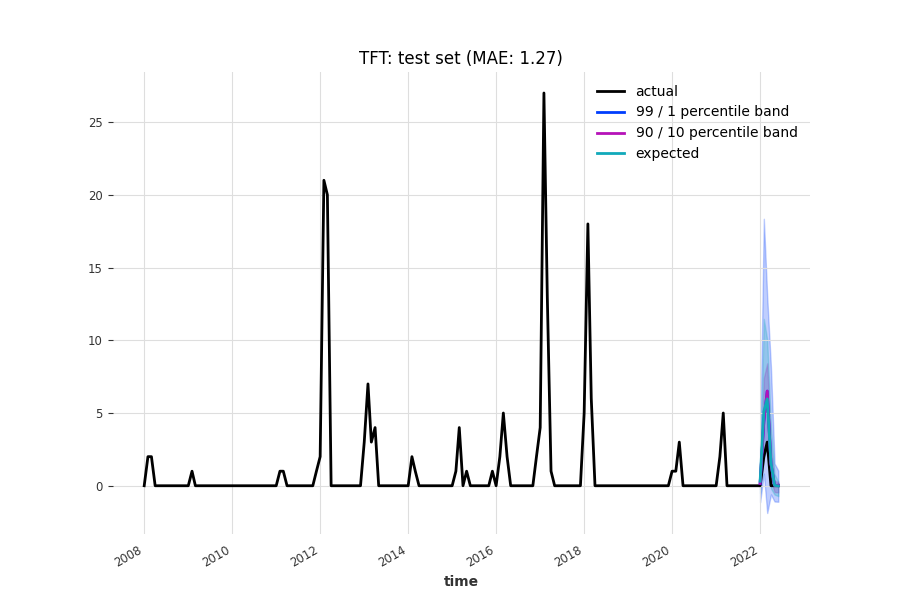 TFT: test set (MAE: 1.27)
actual
99 / 1 percentile band
90 / 10 percentile band
expected
25
20
15
10
5
0
2008
2010
2012
2014
2016
2018
2020
2022
time